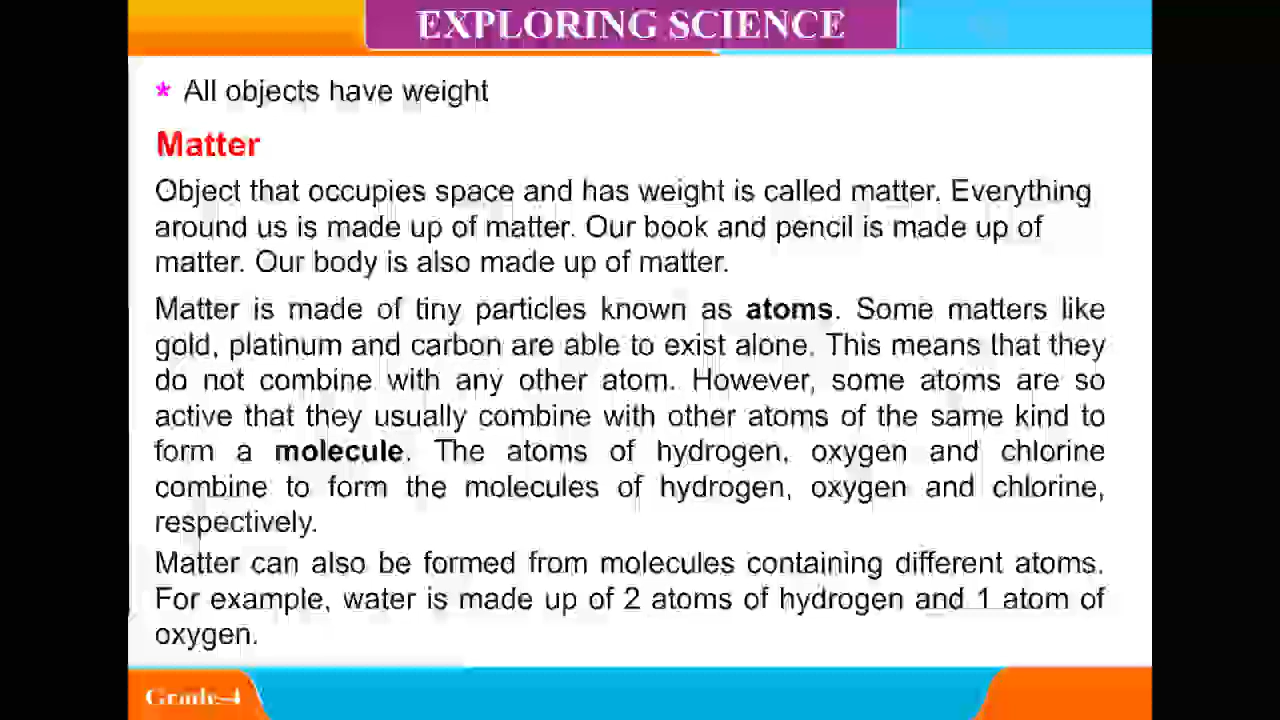 EXPLORING SCIENCE
* All objects have weight
Matter
Object that occupies space and has weight is called matter. Everything
around us is made up of matter. Our book and pencil is made up of
matter. Our body is also made up of matter.
Matter is made of tiny particles known as atoms. Some matters like
gold, platinum and carbon are able to exist alone. This means that they
do not combine with any other atom. However, some atoms are so
active that they usually combine with other atoms of the same kind to
form a molecule. The atoms of hydrogen, oxygen and chlorine
combine to form the molecules of hydrogen, oxygen and chlorine,
respectively.
Matter can also be formed from molecules containing different atoms.
For example, water is made up of 2 atoms of hydrogen and 1 atom of
oxygen.
Grade-4